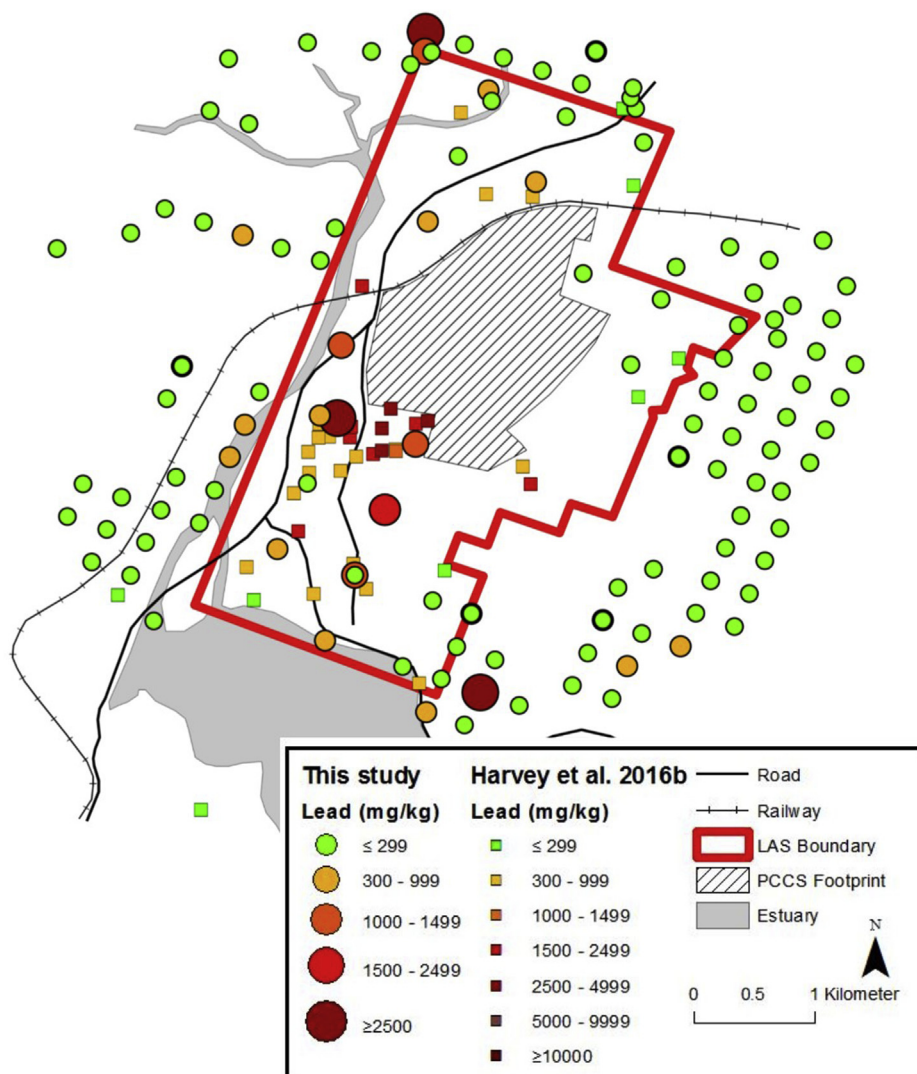 This study
Lead (mg/kg)
≤ 299
300 - 999
1000 - 1499
1500 - 2499
≥2500
Harvey et al. 2016b
Lead (mg/kg)
≤ 299
300 - 999
1000 - 1499
1500 - 2499
2500 - 4999
5000 - 9999
≥10000
Road
Railway
LAS Boundary
PCCS Footprint
Estuary
N
0 0.5 1 Kilometer